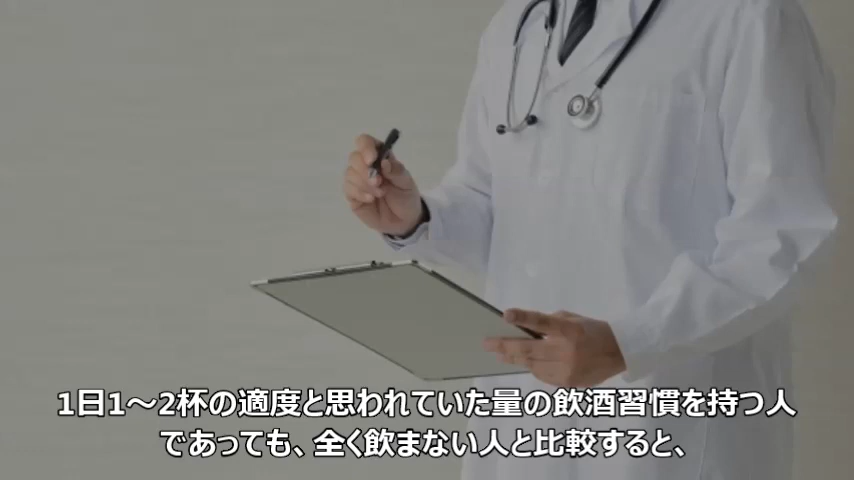 1日1～2杯の適度と思われていた量の飲酒習慣を持つ人
であっても、全く飲まない人と比較すると、